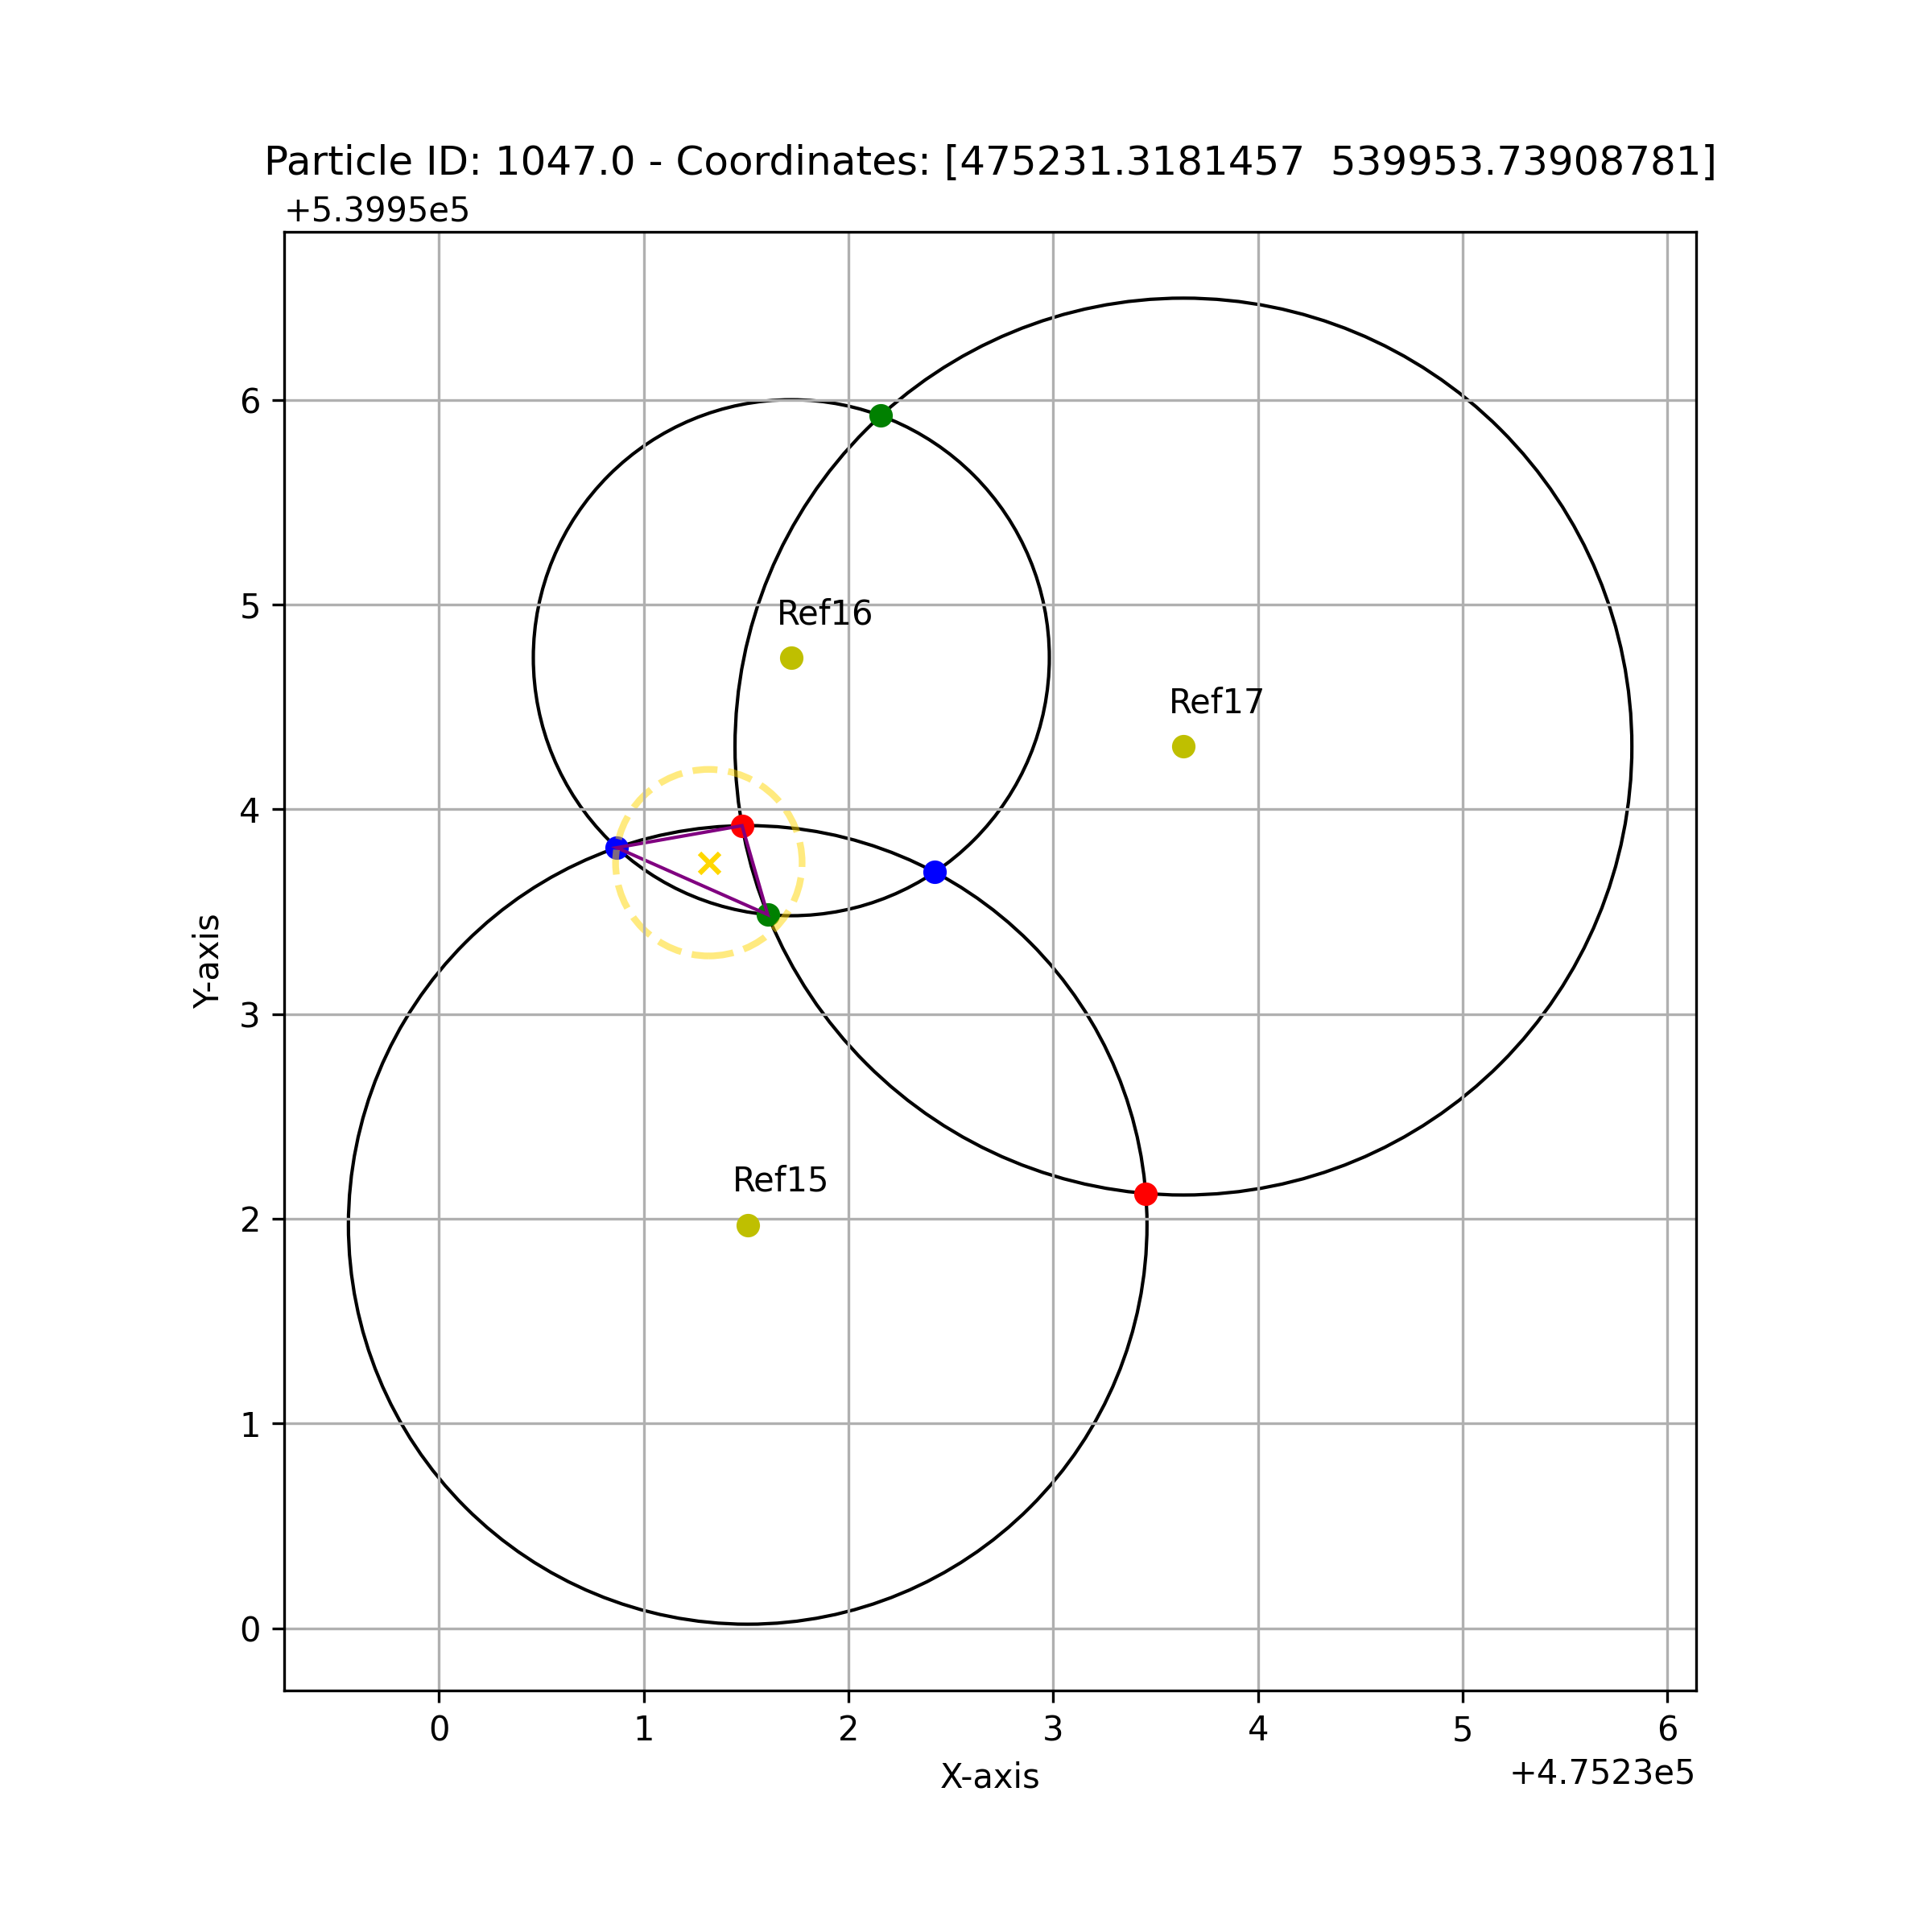 Particle ID: 1047.0 - Coordinates: [475231.3181457 539953.73908781]
+5.3995e5
6
5
Ref16
Ref17
4
Y-axis
3
Ref15
2
1
0
0 1 2 3 4 5 6
X-axis
+4.7523e5